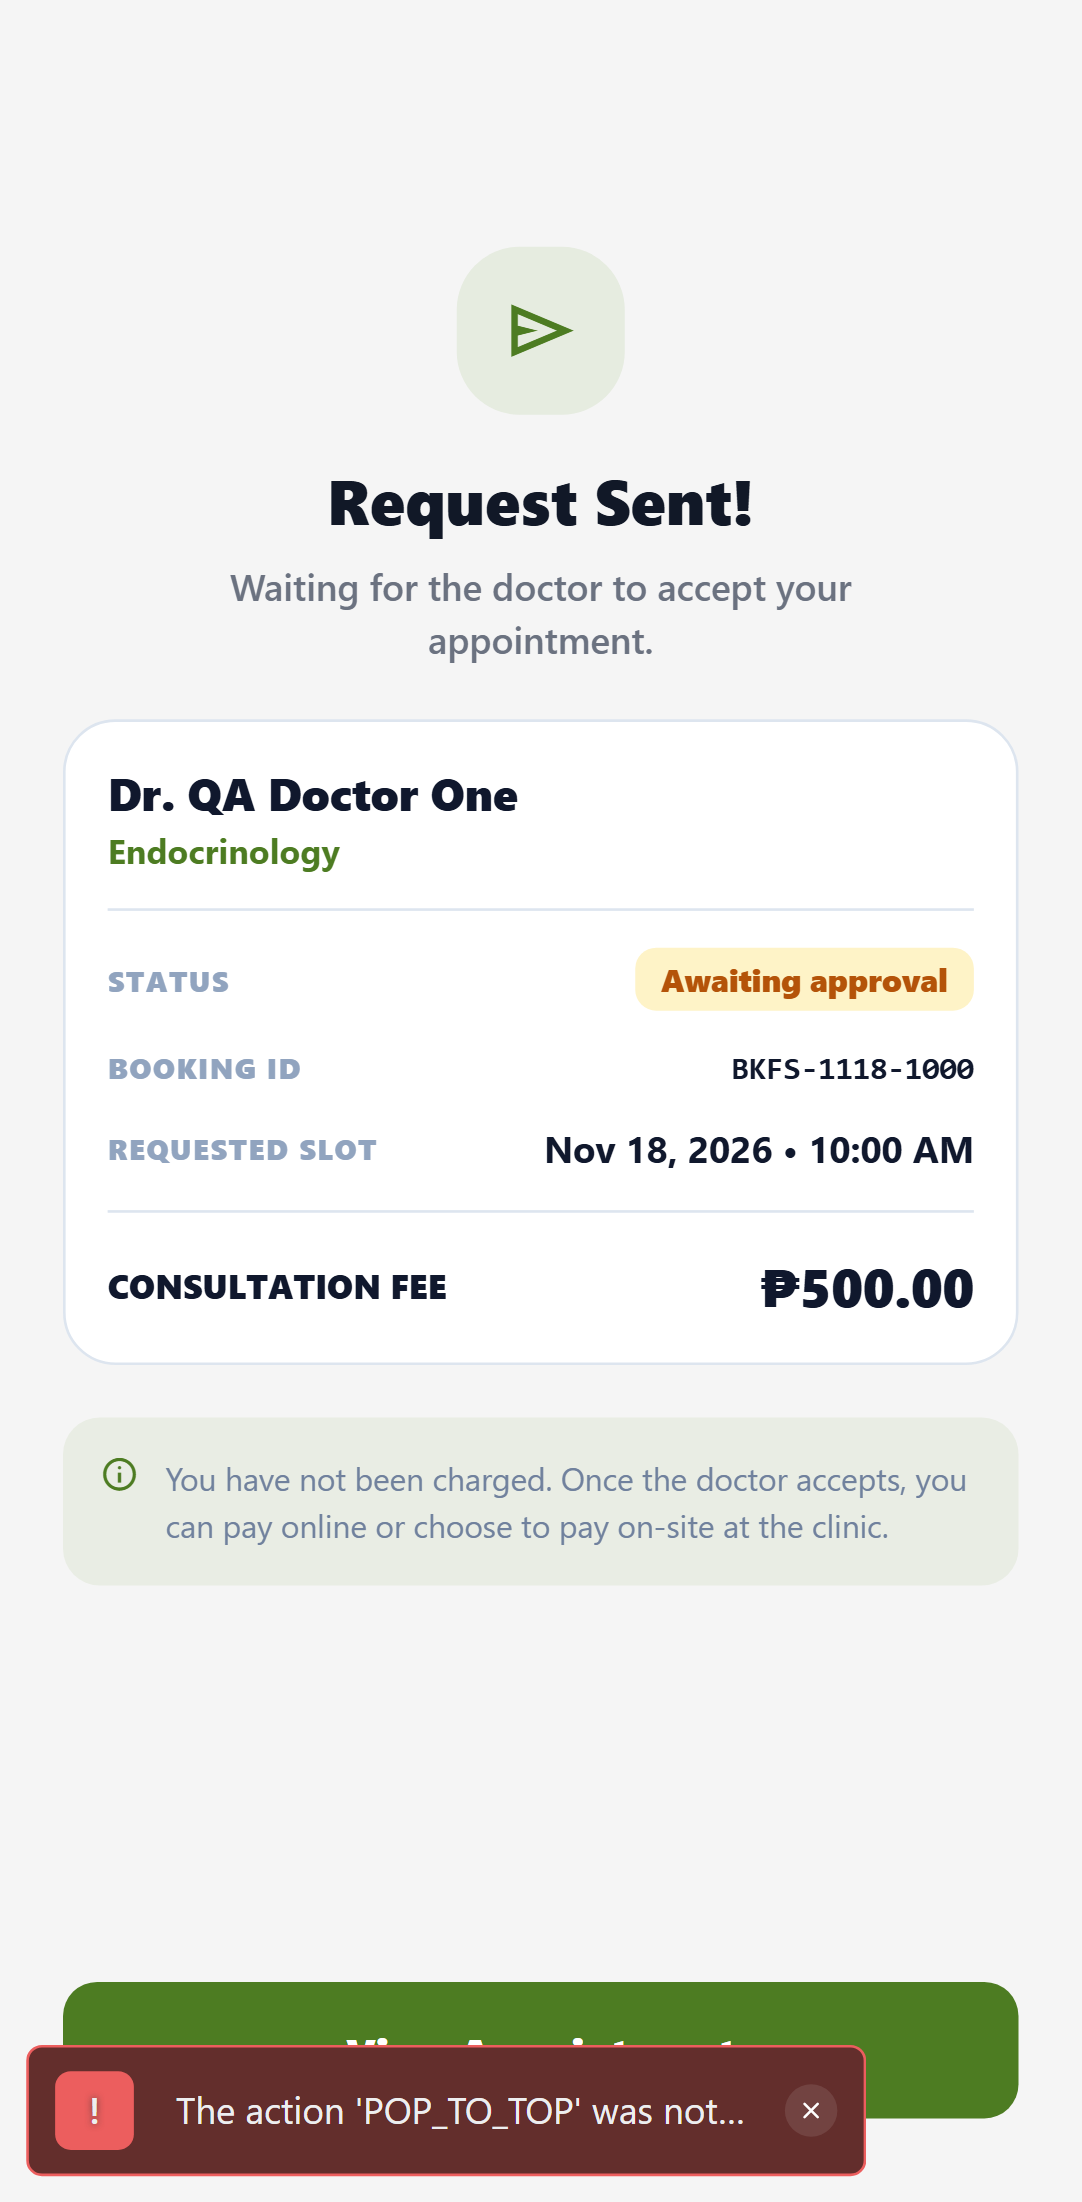 Request Sent!
Waiting for the doctor to accept your
appointment.
Dr. QA Doctor One
Endocrinology
STATUS
Awaiting approval
BOOKING ID
BKFS-1118-1000
REQUESTED SLOT
Nov 18, 2026 • 10:00 AM
CONSULTATION FEE
₱500.00
You have not been charged. Once the doctor accepts, you
can pay online or choose to pay on-site at the clinic.
!
The action 'POP_TO_TOP' was not...